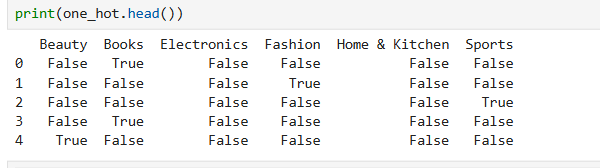 print(one_hot.head())
Beauty Books Electronics Fashion Home & Kitchen Sports
0 False True False False False False
1 False False False True False False
2 False False False False False True
3 False True False False False False
4 True False False False False False